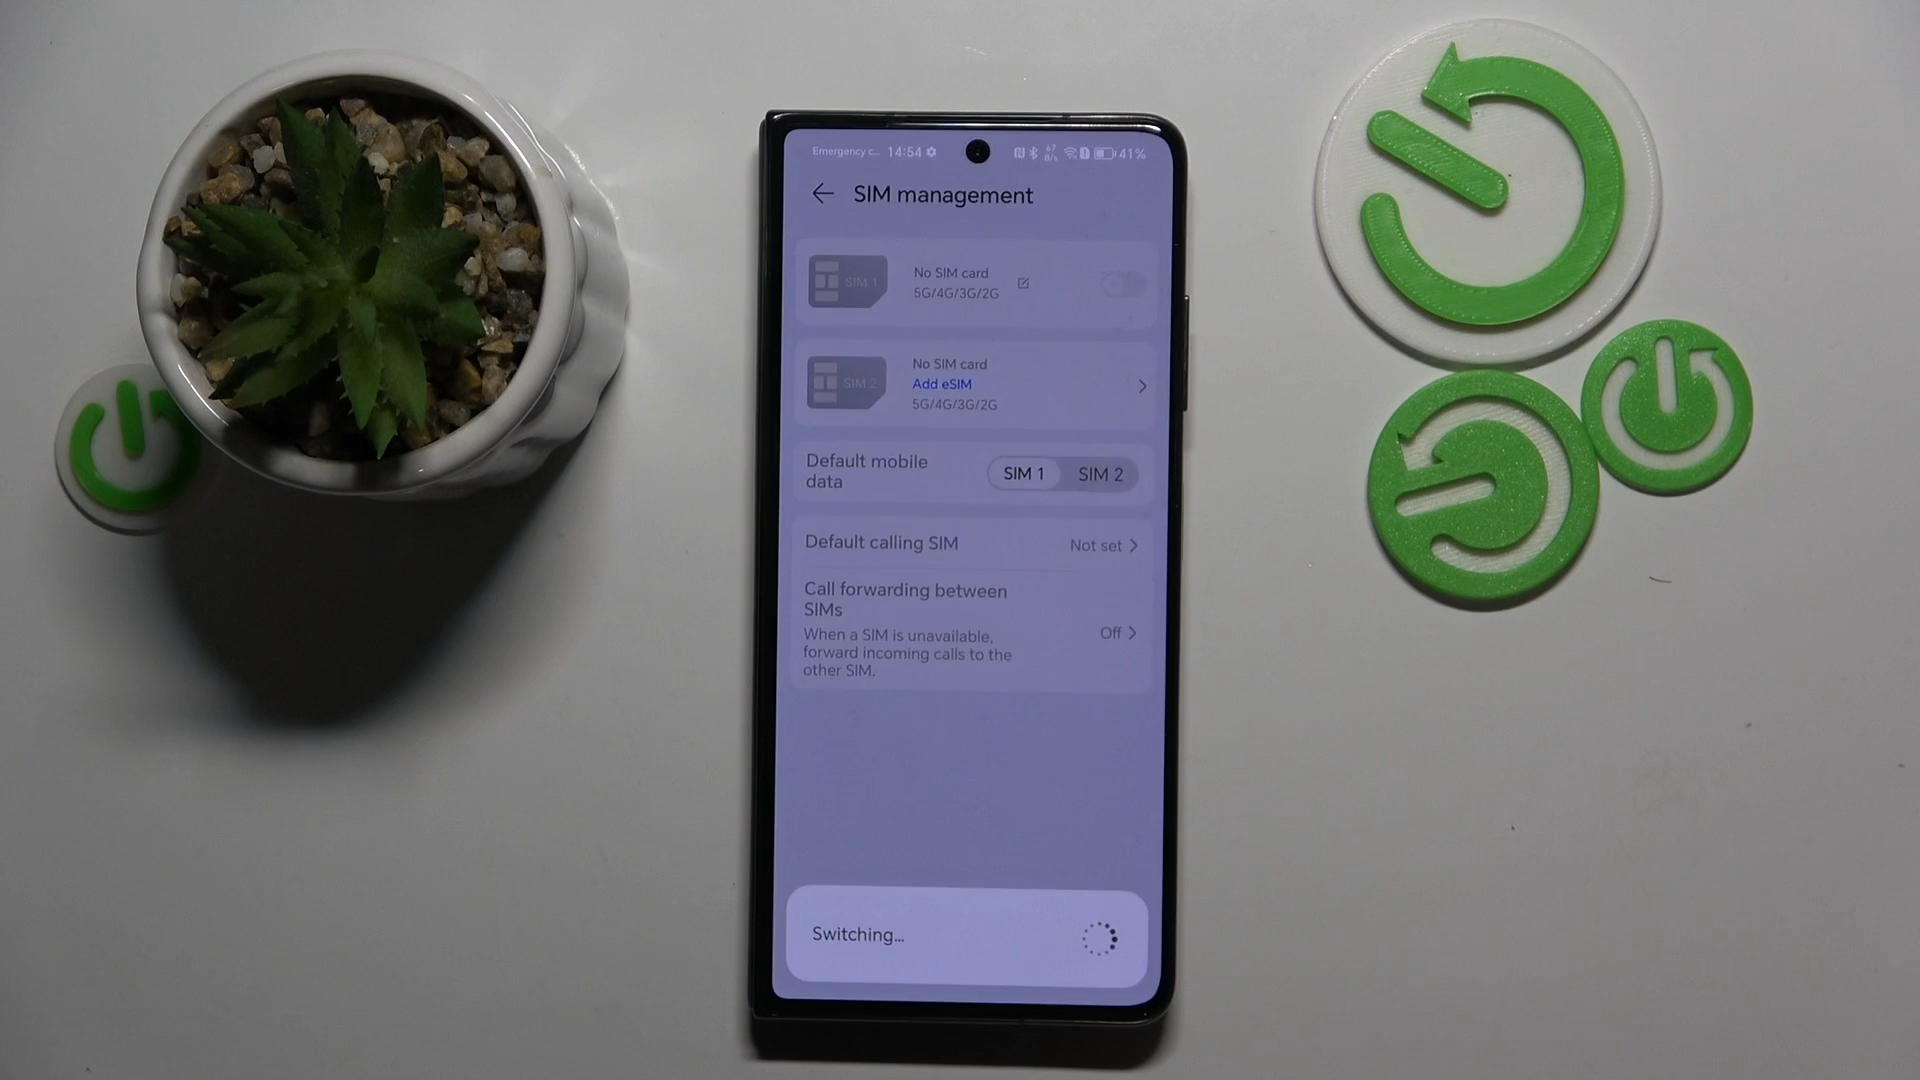 Emergency c... 14:54 67 B/s 41%
SIM management
SIM 1
No SIM card
5G/4G/3G/2G
SIM 2
No SIM card
Add eSIM
5G/4G/3G/2G
Default mobile
data
SIM 1 SIM 2
Default calling SIM
Not set
Call forwarding between
SIMs
When a SIM is unavailable,
forward incoming calls to the
other SIM.
Off
Switching...